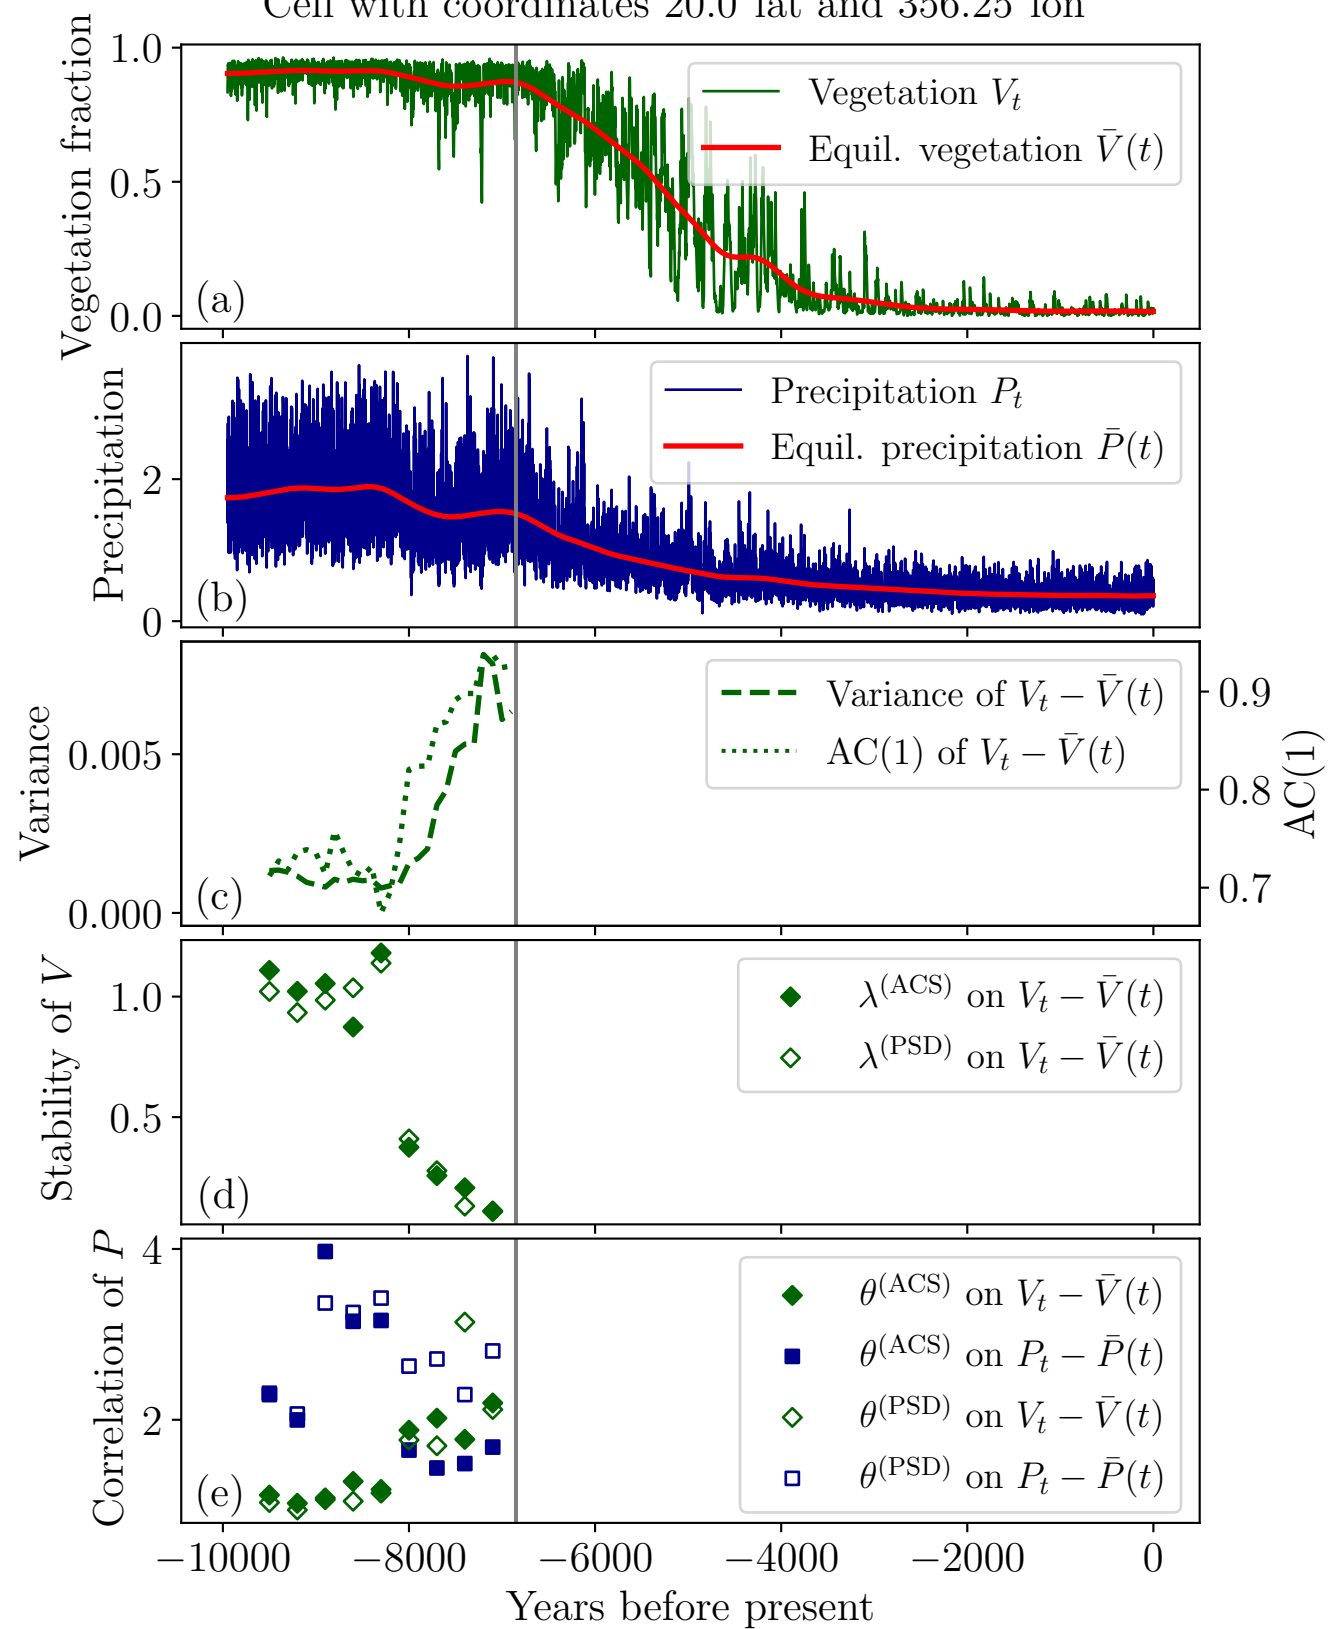 Cell with coordinates 20.0 lat and 356.25 lon
Vegetation fraction
1.0
0.5
0.0
(a)
Vegetation V_t
Equil. vegetation V̄(t)
Precipitation
2
0
(b)
Precipitation P_t
Equil. precipitation P̄(t)
Variance
0.005
0.000
(c)
Variance of V_t − V̄(t)
AC(1) of V_t − V̄(t)
0.9
0.8
0.7
AC(1)
Stability of V
1.0
0.5
(d)
λ^(ACS) on V_t − V̄(t)
λ^(PSD) on V_t − V̄(t)
Correlation of P
4
2
(e)
θ^(ACS) on V_t − V̄(t)
θ^(ACS) on P_t − P̄(t)
θ^(PSD) on V_t − V̄(t)
θ^(PSD) on P_t − P̄(t)
−10000 −8000 −6000 −4000 −2000 0
Years before present